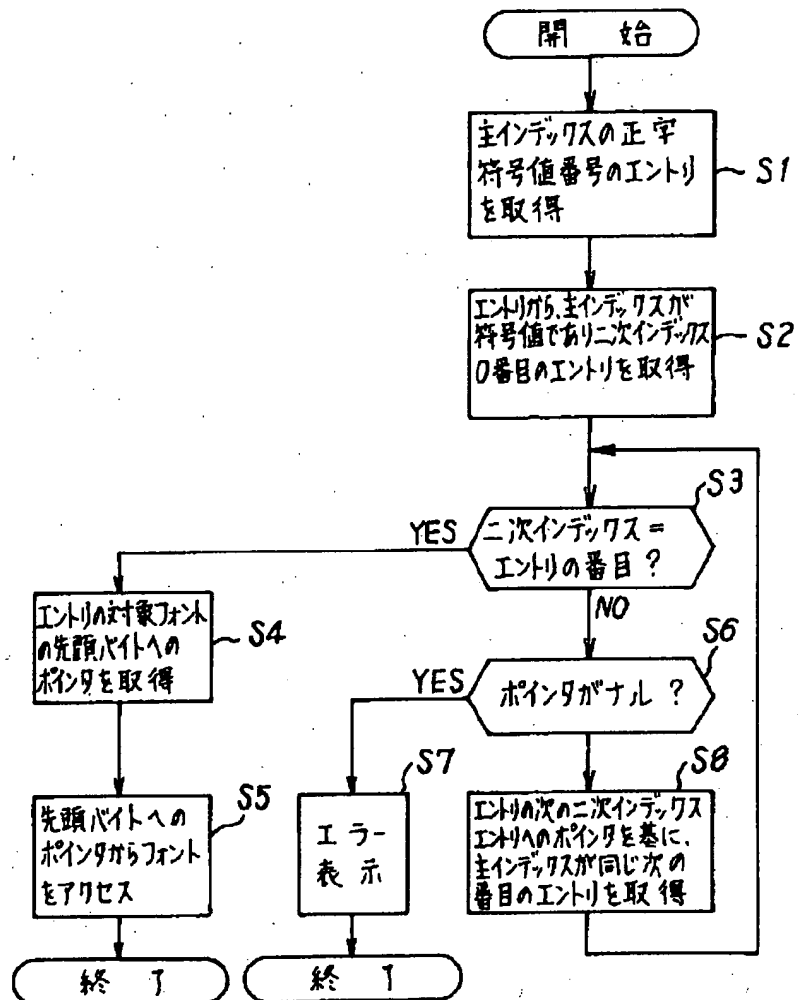 開 始
主インデックスの正字
符号値番号のエントリ
を取得
S1
エントリから、主インデックスが
符号値であり二次インデックス
0番目のエントリを取得
S2
S3
二次インデックス=
エントリの番目?
YES
NO
エントリの対象フォント
の先頭バイトへの
ポインタを取得
S4
S6
ポインタがナル?
YES
先頭バイトへの
ポインタからフォント
をアクセス
S5
S7
エラー
表示
S8
エントリの次の二次インデックス
エントリへのポインタを基に、
主インデックスが同じ次の
番目のエントリを取得
終 了
終 了